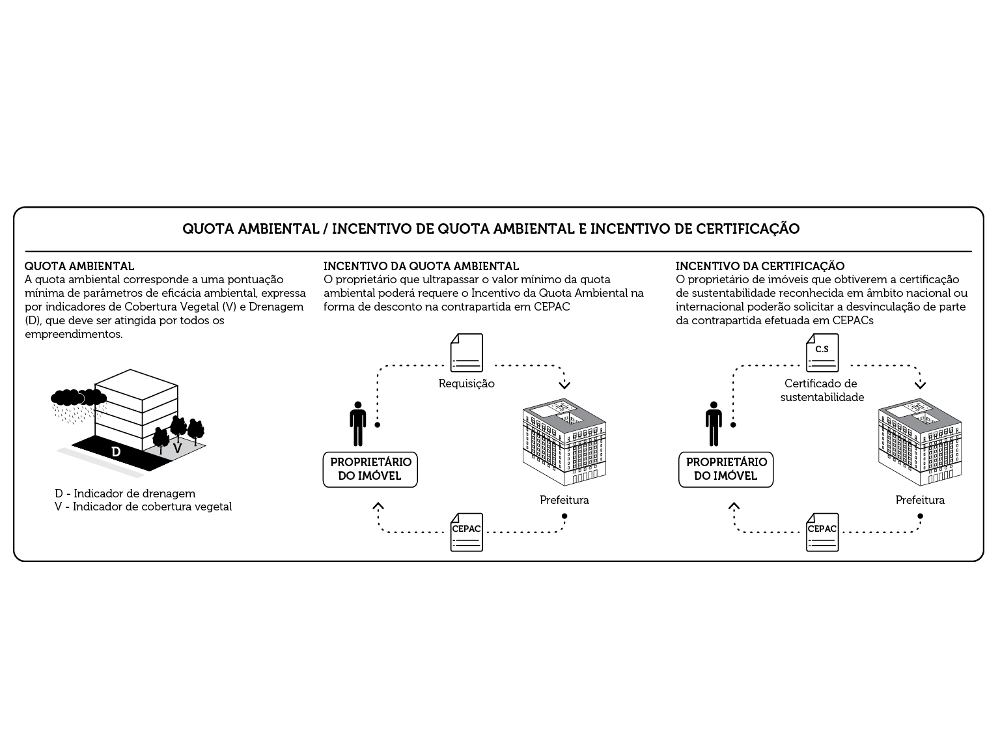 QUOTA AMBIENTAL / INCENTIVO DE QUOTA AMBIENTAL E INCENTIVO DE CERTIFICAÇÃO
QUOTA AMBIENTAL
A quota ambiental corresponde a uma pontuação
mínima de parâmetros de eficácia ambiental, expressa
por indicadores de Cobertura Vegetal (V) e Drenagem
(D), que deve ser atingida por todos os
empreendimentos.
D
V
D - Indicador de drenagem
V - Indicador de cobertura vegetal
INCENTIVO DA QUOTA AMBIENTAL
O proprietário que ultrapassar o valor mínimo da quota
ambiental poderá requere o Incentivo da Quota Ambiental na
forma de desconto na contrapartida em CEPAC
Requisição
PROPRIETÁRIO
DO IMÓVEL
Prefeitura
CEPAC
INCENTIVO DA CERTIFICAÇÃO
O proprietário de imóveis que obtiverem a certificação
de sustentabilidade reconhecida em âmbito nacional ou
internacional poderão solicitar a desvinculação de parte
da contrapartida efetuada em CEPACs
C.S
Certificado de
sustentabilidade
PROPRIETÁRIO
DO IMÓVEL
Prefeitura
CEPAC